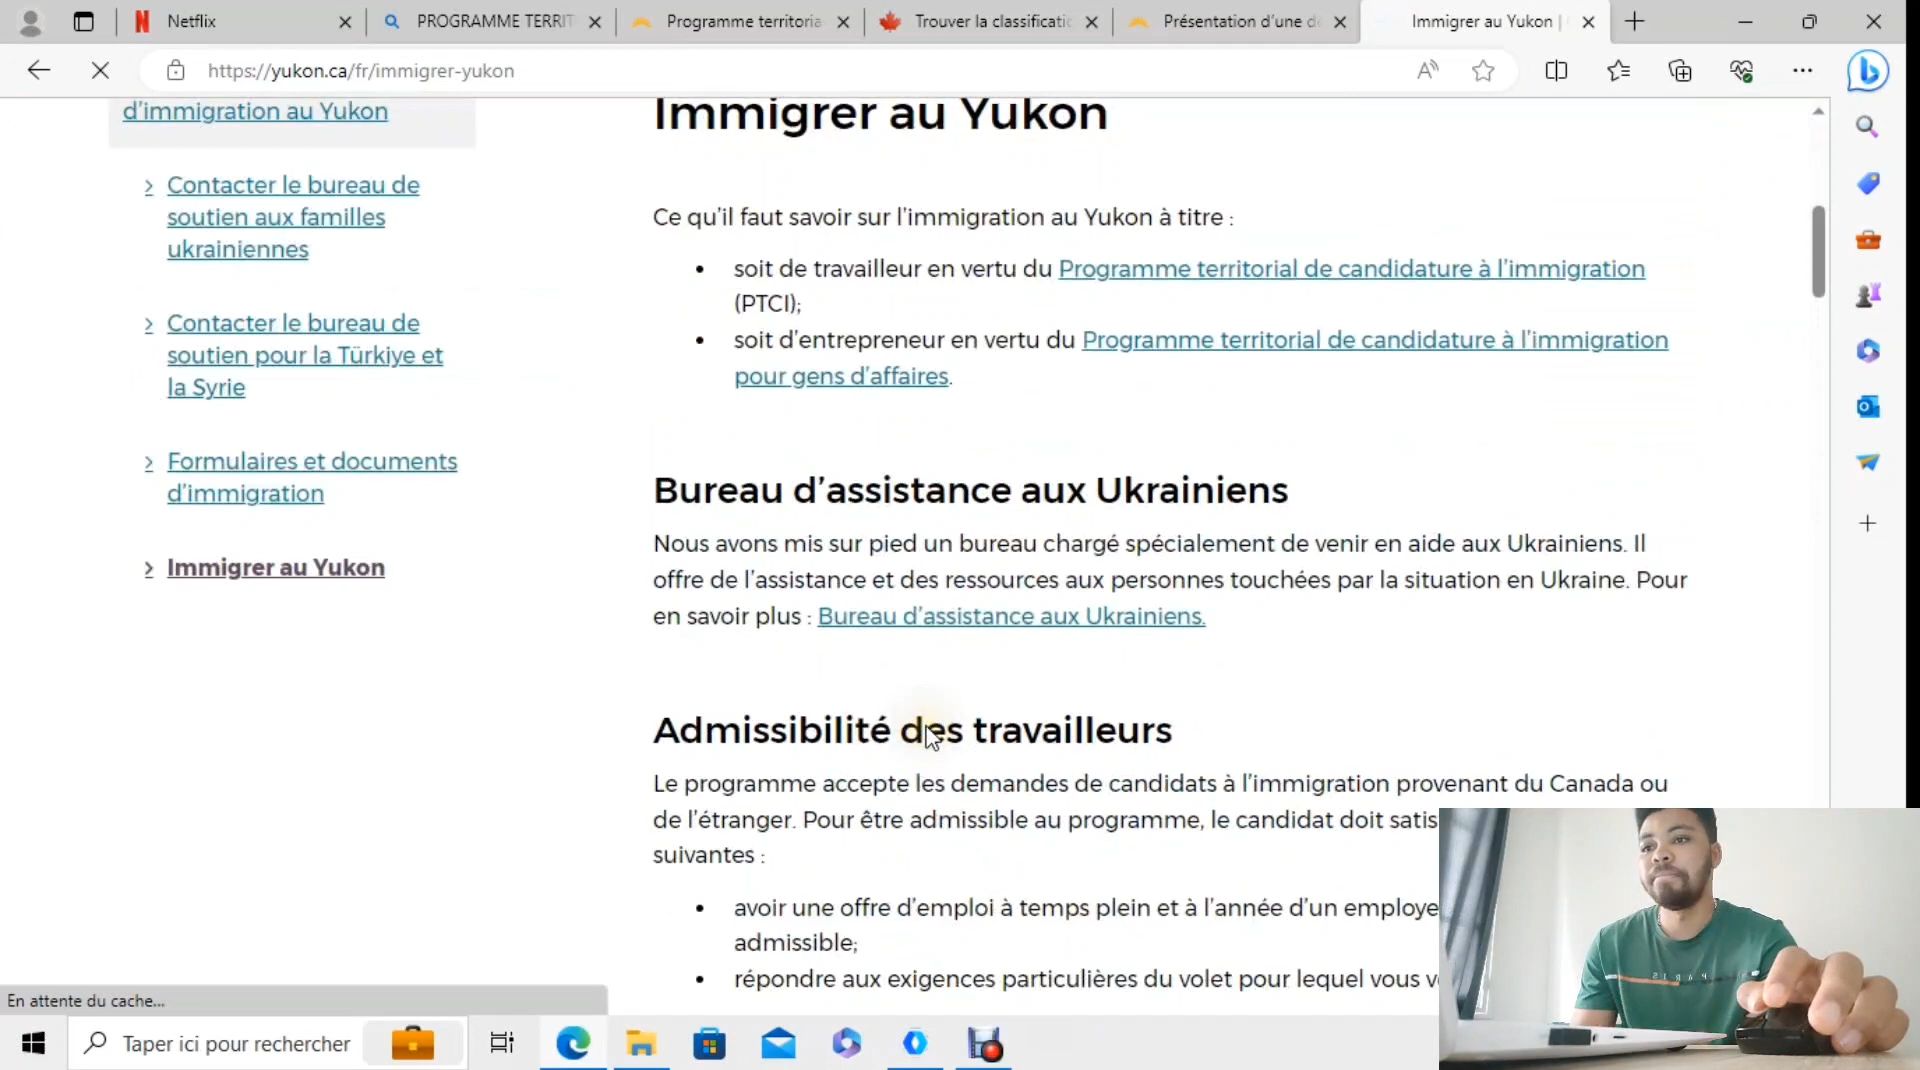 Netflix
PROGRAMME TERRIT
Programme territoria
Trouver la classificatio
Présentation d'une de
Immigrer au Yukon |
https://yukon.ca/fr/immigrer-yukon
d'immigration au Yukon
Contacter le bureau de
soutien aux familles
ukrainiennes
Contacter le bureau de
soutien pour la Türkiye et
la Syrie
Formulaires et documents
d'immigration
Immigrer au Yukon
Immigrer au Yukon
Ce qu'il faut savoir sur l'immigration au Yukon à titre :
• soit de travailleur en vertu du Programme territorial de candidature à l'immigration
(PTCI);
• soit d'entrepreneur en vertu du Programme territorial de candidature à l'immigration
pour gens d'affaires.
Bureau d'assistance aux Ukrainiens
Nous avons mis sur pied un bureau chargé spécialement de venir en aide aux Ukrainiens. Il
offre de l'assistance et des ressources aux personnes touchées par la situation en Ukraine. Pour
en savoir plus : Bureau d'assistance aux Ukrainiens.
Admissibilité des travailleurs
Le programme accepte les demandes de candidats à l'immigration provenant du Canada ou
de l'étranger. Pour être admissible au programme, le candidat doit satis
suivantes :
• avoir une offre d'emploi à temps plein et à l'année d'un employe
admissible;
• répondre aux exigences particulières du volet pour lequel vous v
En attente du cache...
Taper ici pour rechercher